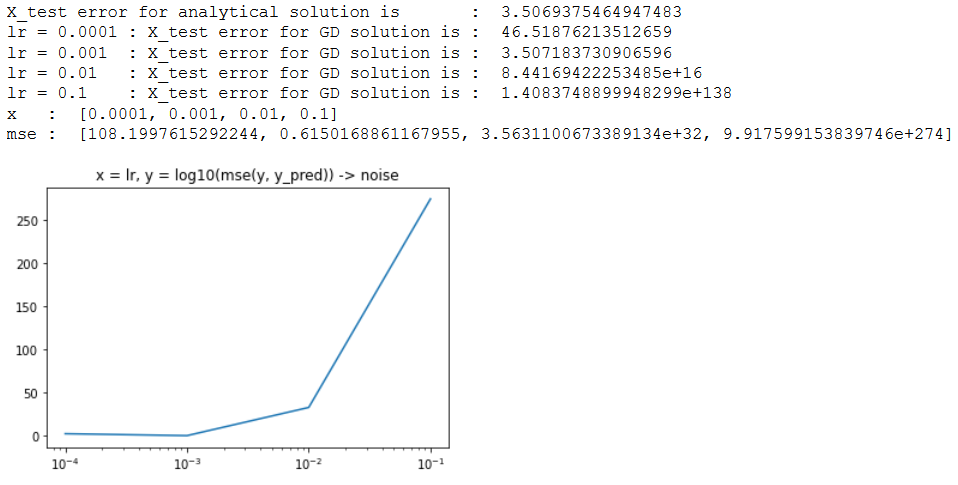 X_test error for analytical solution is       :  3.5069375464947483
lr = 0.0001 : X_test error for GD solution is :  46.51876213512659
lr = 0.001  : X_test error for GD solution is :  3.507183730906596
lr = 0.01   : X_test error for GD solution is :  8.44169422253485e+16
lr = 0.1    : X_test error for GD solution is :  1.4083748899948299e+138
x   :  [0.0001, 0.001, 0.01, 0.1]
mse :  [108.1997615292244, 0.6150168861167955, 3.5631100673389134e+32, 9.917599153839746e+274]
x = lr, y = log10(mse(y, y_pred)) -> noise
250
200
150
100
50
0
10⁻⁴ 10⁻³ 10⁻² 10⁻¹